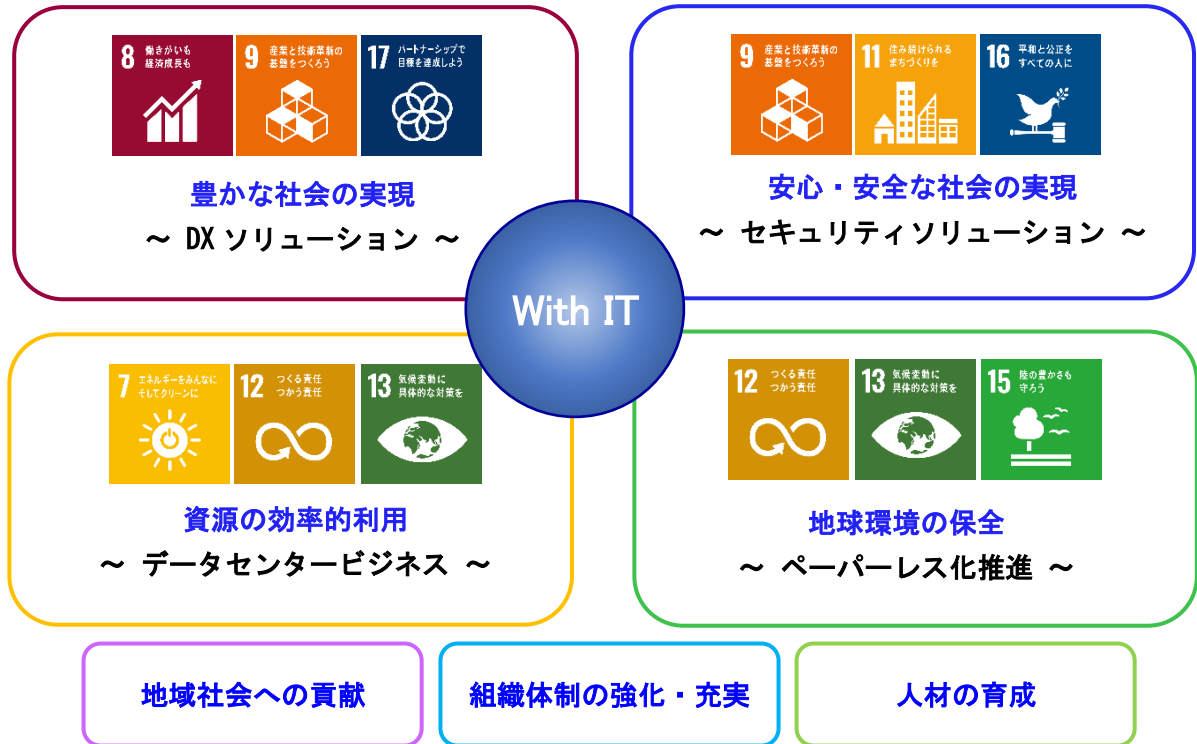 8 働きがいも
経済成長も
9 産業と技術革新の
基盤をつくろう
17 パートナーシップで
目標を達成しよう
豊かな社会の実現
～ DX ソリューション ～
9 産業と技術革新の
基盤をつくろう
11 住み続けられる
まちづくりを
16 平和と公正を
すべての人に
安心・安全な社会の実現
～ セキュリティソリューション ～
With IT
7 エネルギーをみんなに
そしてクリーンに
12 つくる責任
つかう責任
13 気候変動に
具体的な対策を
資源の効率的利用
～ データセンタービジネス ～
12 つくる責任
つかう責任
13 気候変動に
具体的な対策を
15 陸の豊かさも
守ろう
地球環境の保全
～ ペーパーレス化推進 ～
地域社会への貢献
組織体制の強化・充実
人材の育成